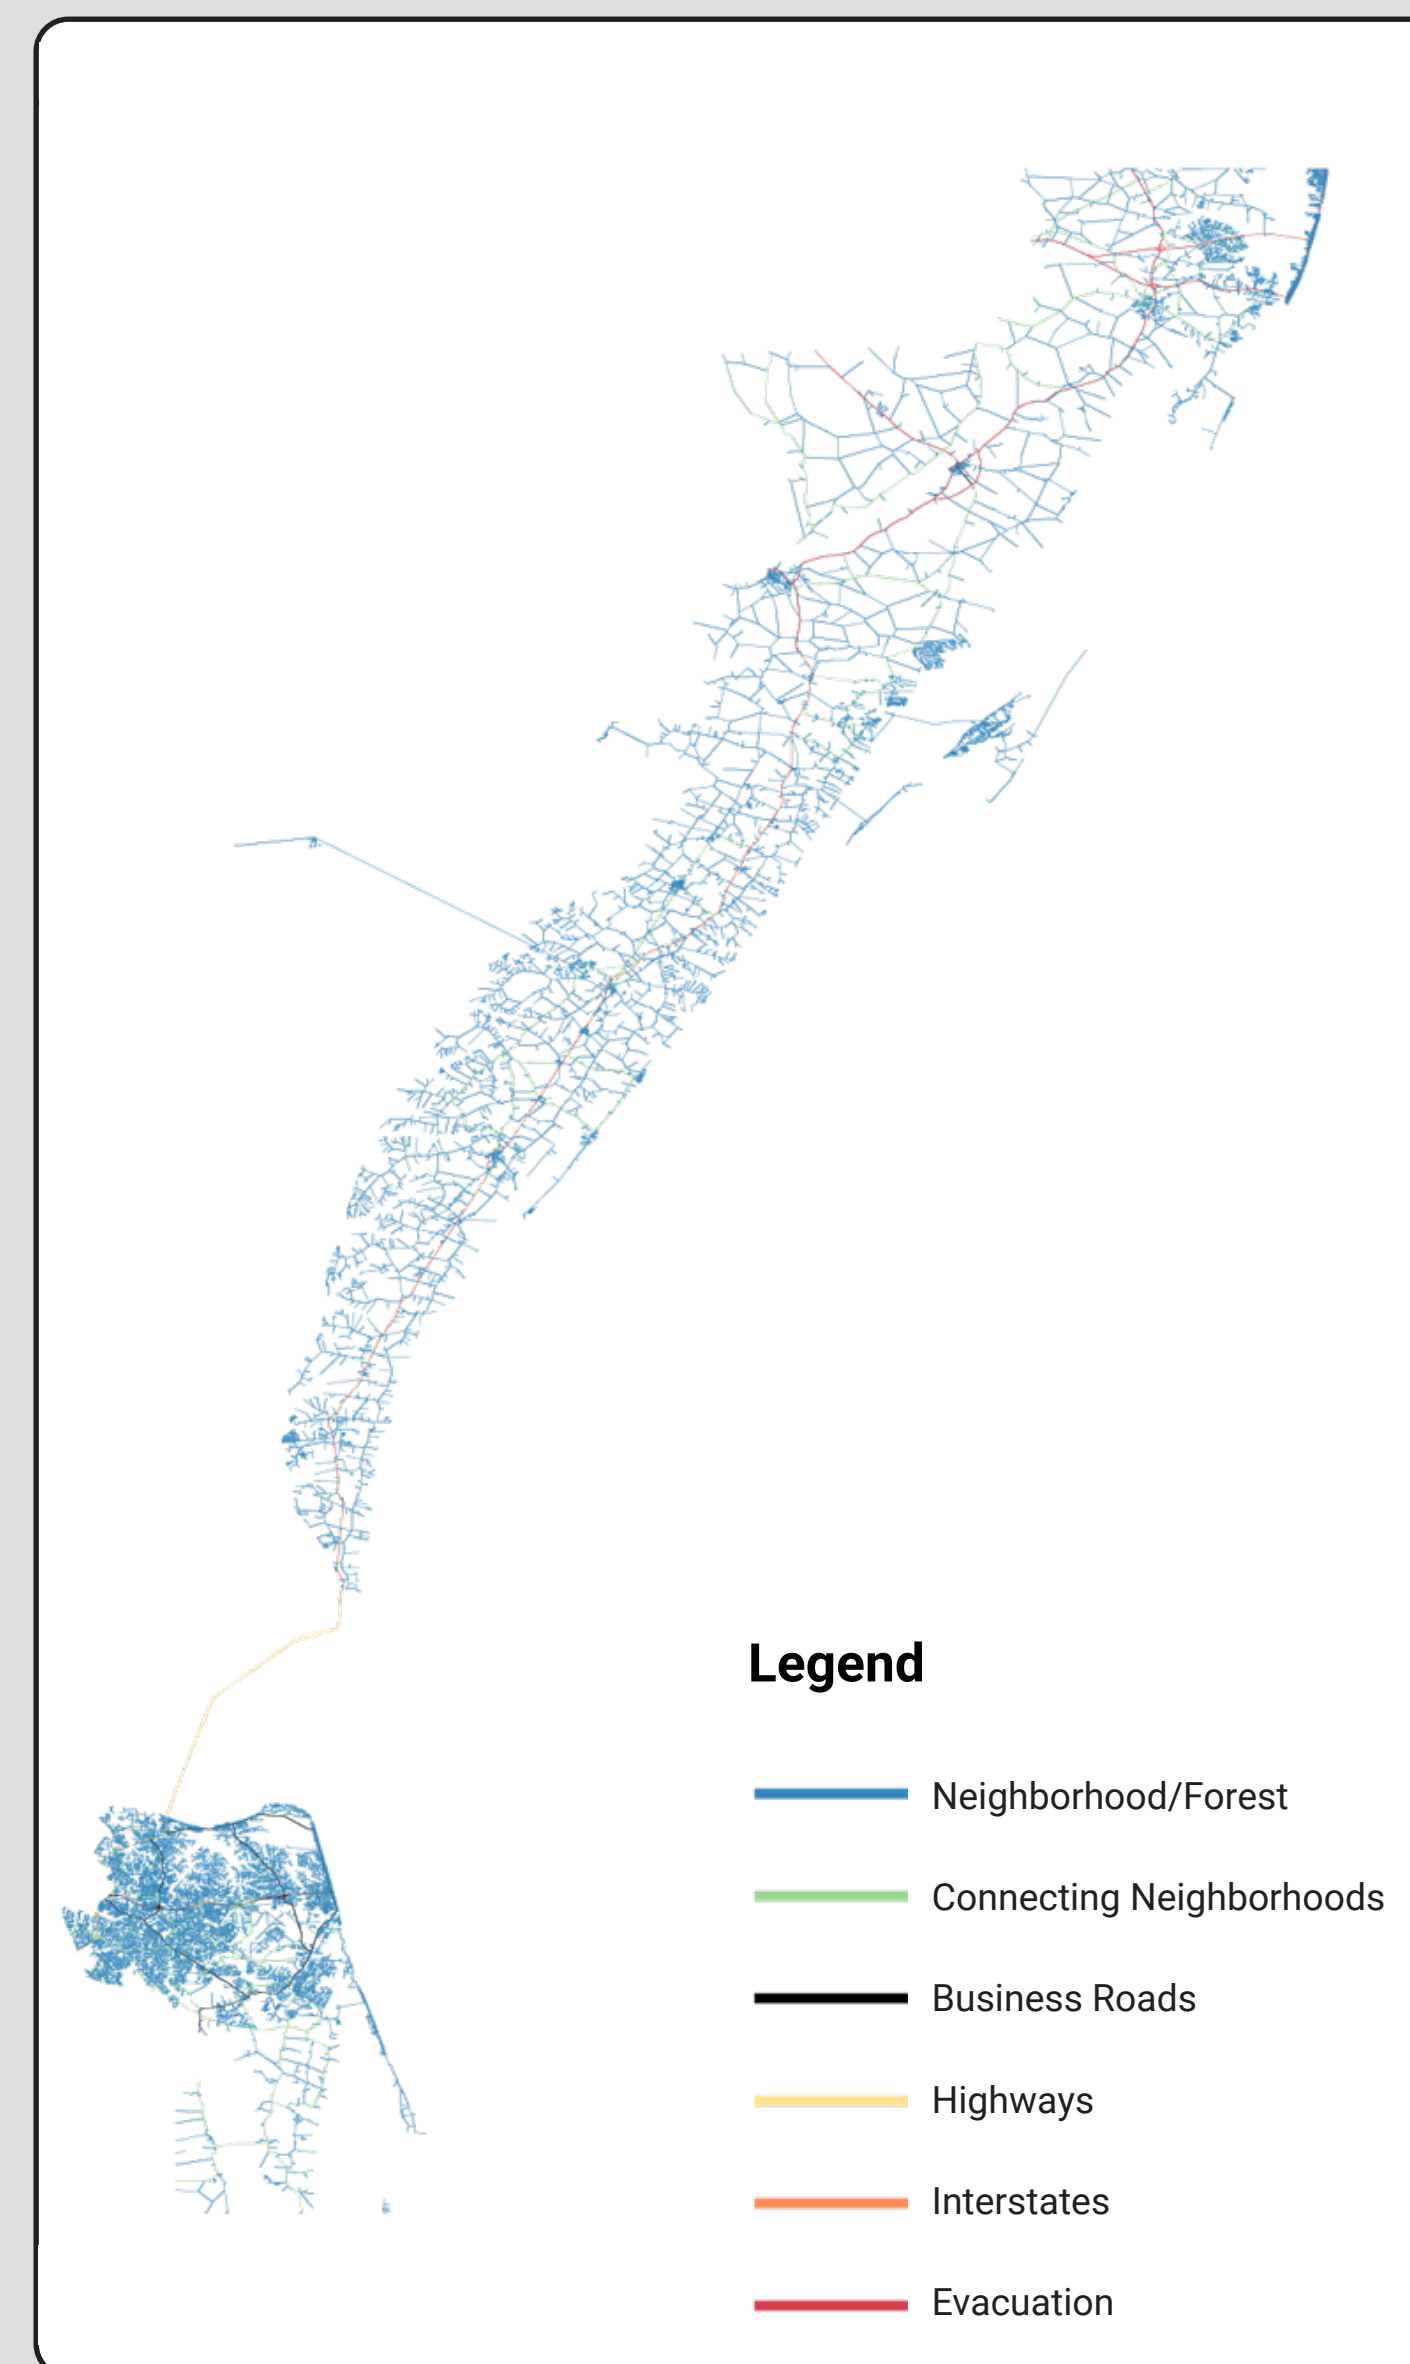 Legend
Neighborhood/Forest
Connecting Neighborhoods
Business Roads
Highways
Interstates
Evacuation